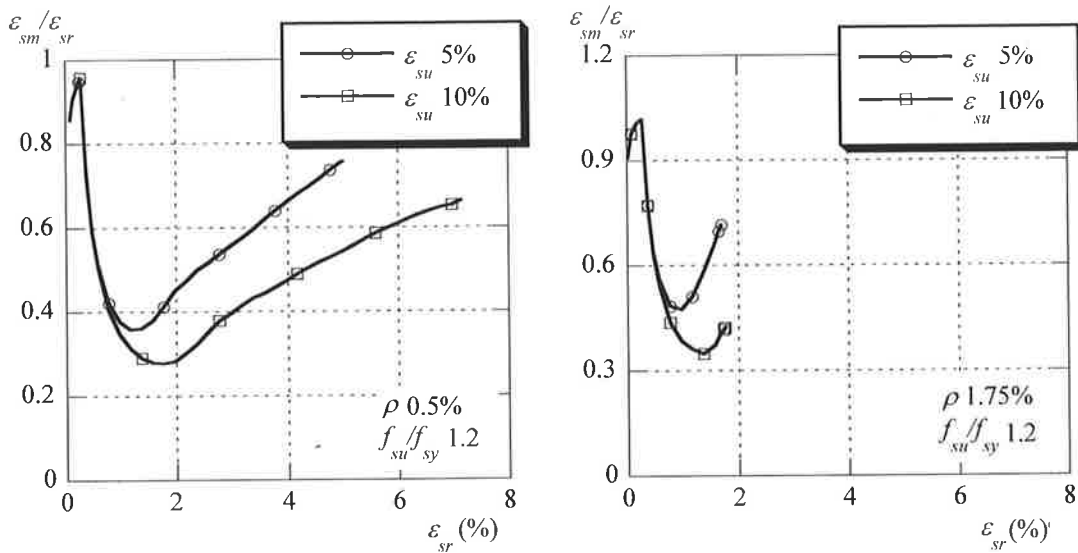 ε_sm/ε_sr
ε_su 5%
ε_su 10%
1
0.8
0.6
0.4
0.2
0
0 2 4 6 8
ρ 0.5%
f_su/f_sy 1.2
ε_sr (%)
ε_sm/ε_sr
ε_su 5%
ε_su 10%
1.2
0.9
0.6
0.3
0
0 2 4 6 8
ρ 1.75%
f_su/f_sy 1.2
ε_sr (%)